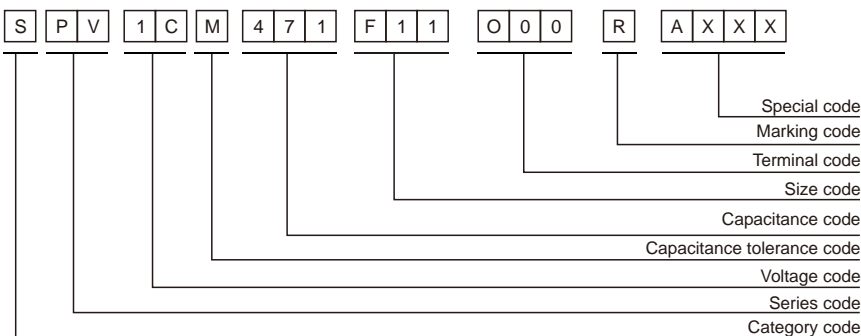 S P V 1 C M 4 7 1 F 1 1 O 0 0 R A X X X
Special code
Marking code
Terminal code
Size code
Capacitance code
Capacitance tolerance code
Voltage code
Series code
Category code